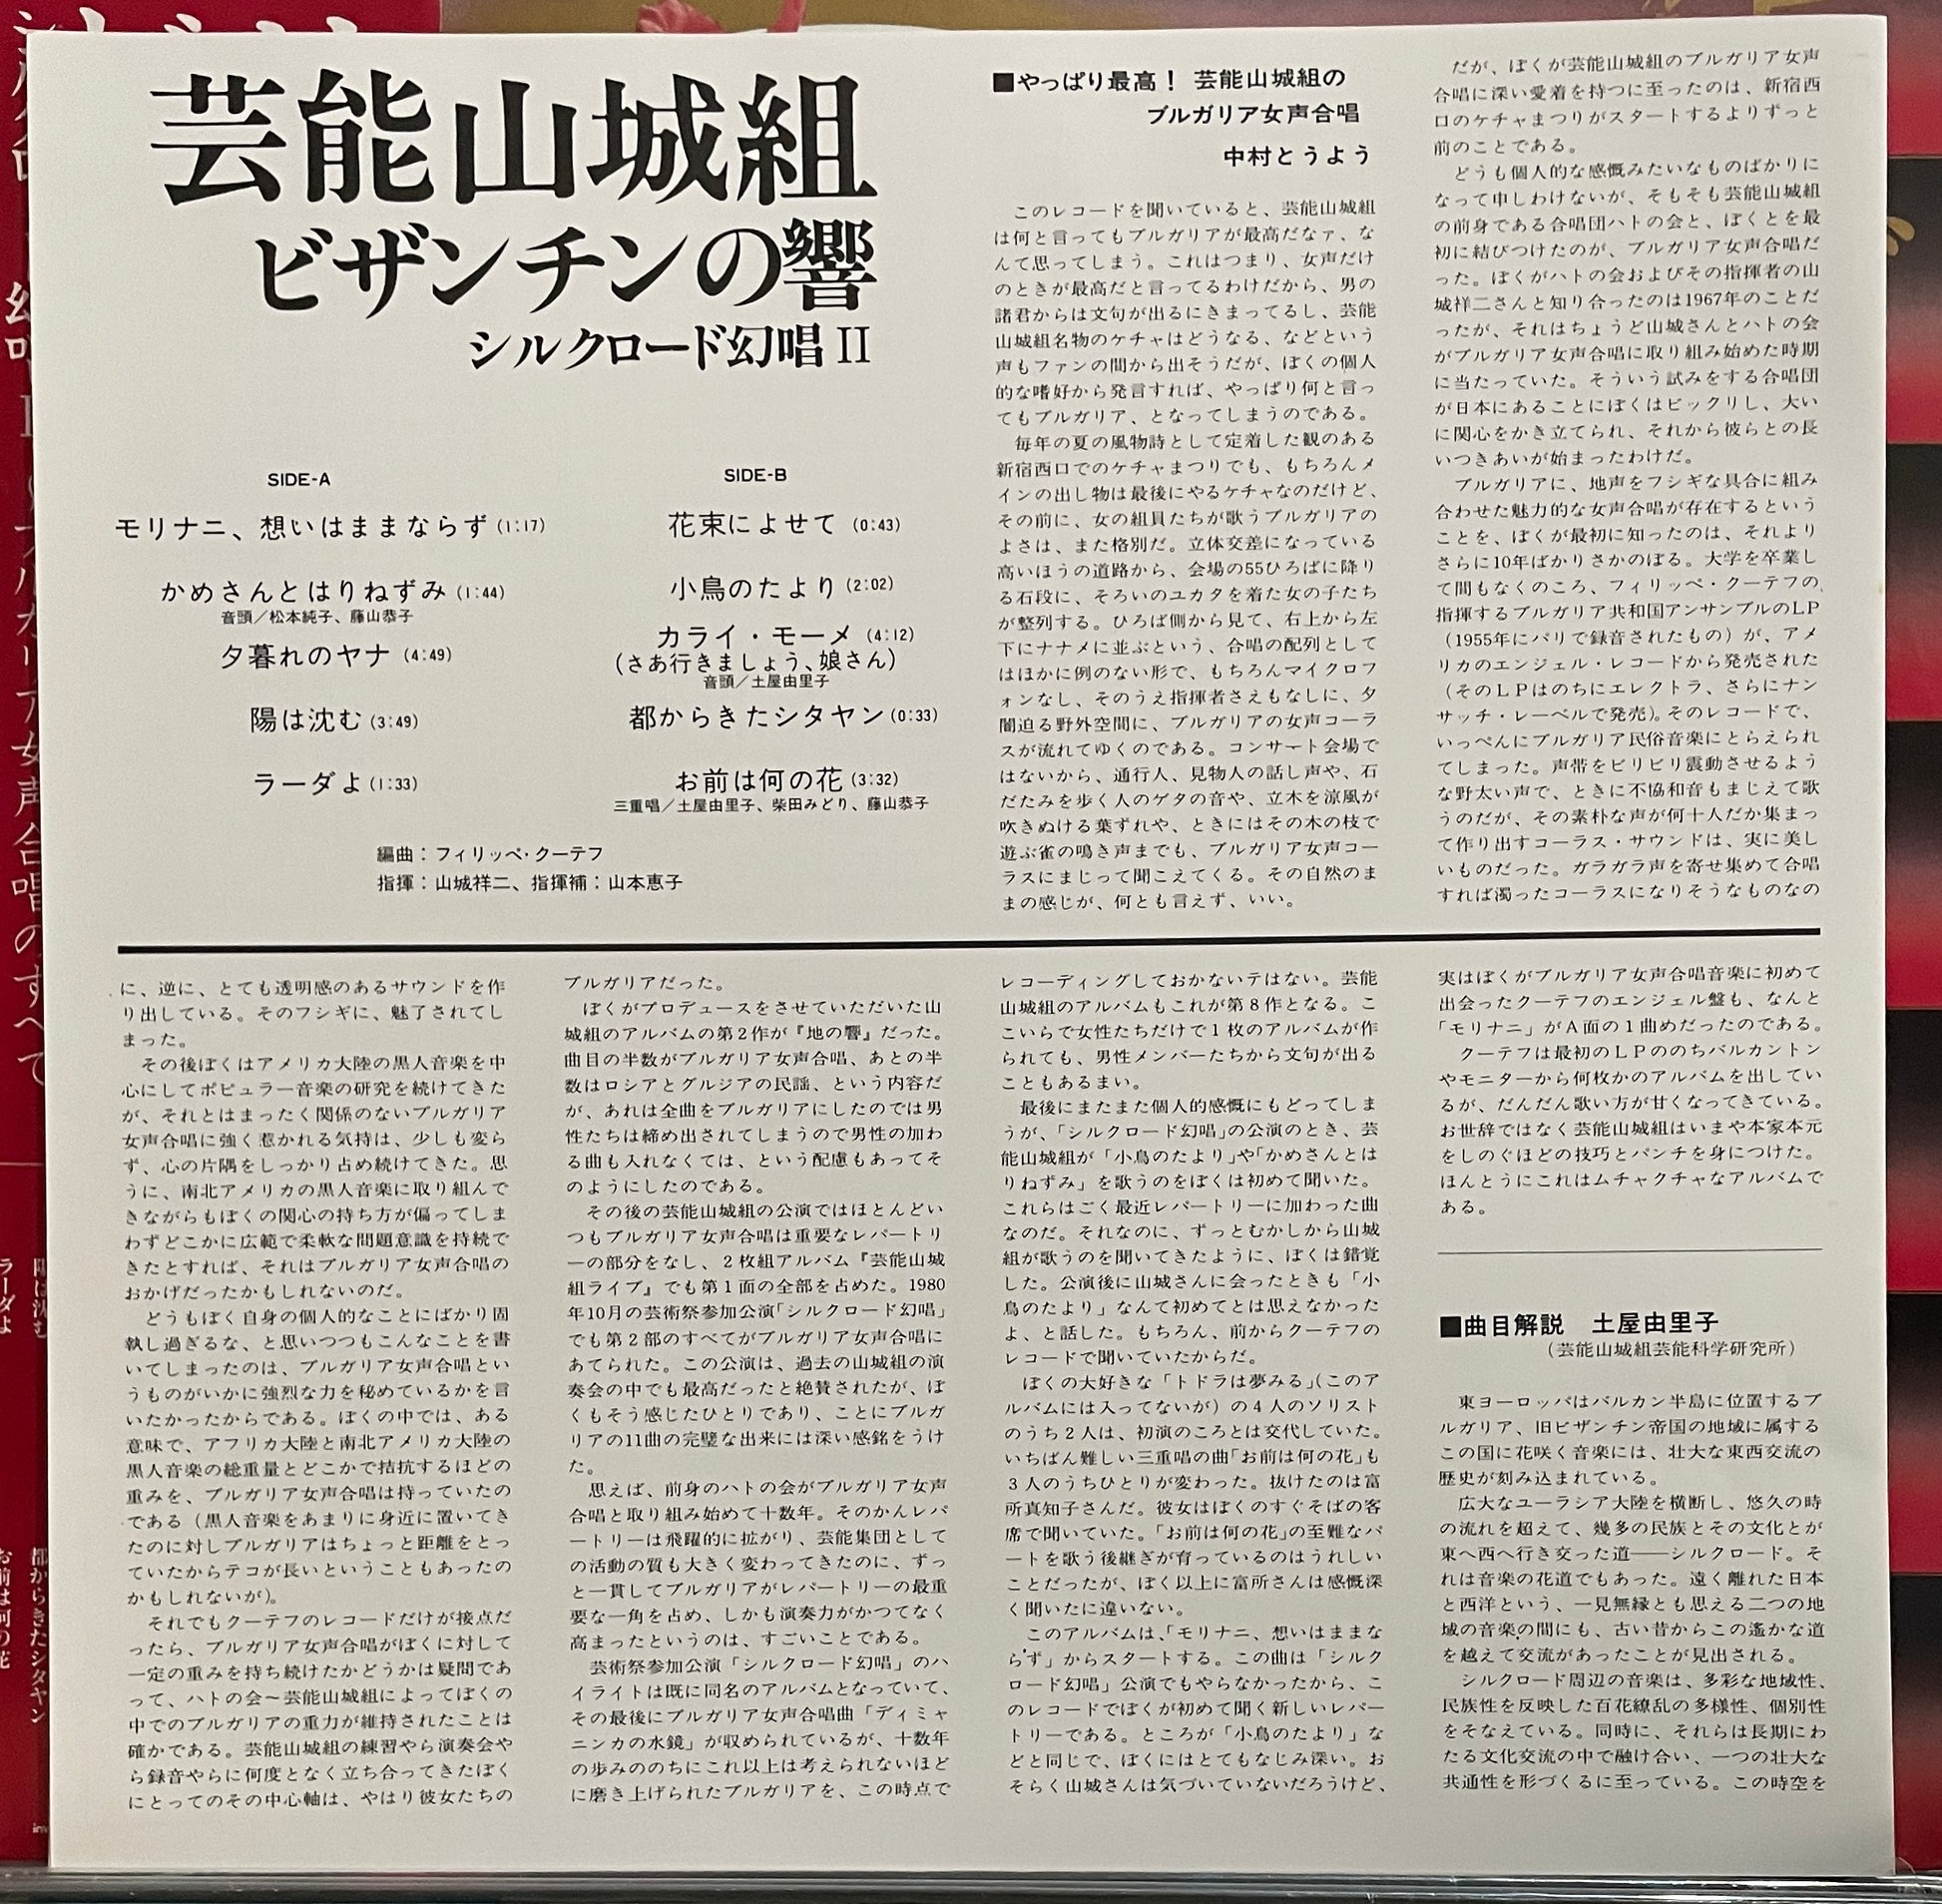 芸能山城組
ビザンチンの響
シルクロード幻唱 II
SIDE-A
モリナニ、想いはままならず(1:17)
かめさんとはりねずみ(1:44)
音頭／松本純子、藤山恭子
夕暮れのヤナ(4:49)
陽は沈む(3:49)
ラーダよ(1:33)
SIDE-B
花束によせて(0:43)
小鳥のたより(2:02)
カライ・モーメ(4:12)
(さあ行きましょう、娘さん)
音頭／土屋由里子
都からきたシタヤン(0:33)
お前は何の花(3:32)
三重唱／土屋由里子、柴田みどり、藤山恭子
編曲：フィリッペ・クーテフ
指揮：山城祥二、指揮補：山本恵子
■やっぱり最高！ 芸能山城組の
ブルガリア女声合唱
中村とうよう
このレコードを聞いていると、芸能山城組
は何と言ってもブルガリアが最高だなァ、な
んて思ってしまう。これはつまり、女声だけ
のときが最高だと言ってるわけだから、男の
諸君からは文句が出るにきまってるし、芸能
山城組名物のケチャはどうなる、などという
声もファンの間から出そうだが、ぼくの個人
的な嗜好から発言すれば、やっぱり何と言っ
てもブルガリア、となってしまうのである。
毎年の夏の風物詩として定着した観のある
新宿西口でのケチャまつりでも、もちろんメ
インの出し物は最後にやるケチャなのだけど、
その前に、女の組員たちが歌うブルガリアの
よさは、また格別だ。立体交差になっている
高いほうの道路から、会場の55ひろばに降り
る石段に、そろいのユカタを着た女の子たち
が整列する。ひろば側から見て、右上から左
下にナナメに並ぶという、合唱の配列として
はほかに例のない形で、もちろんマイクロフ
ォンなし、そのうえ指揮者さえもなしに、夕
闇迫る野外空間に、ブルガリアの女声コーラ
スが流れてゆくのである。コンサート会場で
はないから、通行人、見物人の話し声や、石
だたみを歩く人のゲタの音や、立木を涼風が
吹きぬける葉ずれや、ときにはその木の枝で
遊ぶ雀の鳴き声までも、ブルガリア女声コー
ラスにまじって聞こえてくる。その自然のま
まの感じが、何とも言えず、いい。
だが、ぼくが芸能山城組のブルガリア女声
合唱に深い愛着を持つに至ったのは、新宿西
口のケチャまつりがスタートするよりずっと
前のことである。
どうも個人的な感慨みたいなものばかりに
なって申しわけないが、そもそも芸能山城組
の前身である合唱団ハトの会と、ぼくとを最
初に結びつけたのが、ブルガリア女声合唱だ
った。ぼくがハトの会およびその指揮者の山
城祥二さんと知り合ったのは1967年のことだ
ったが、それはちょうど山城さんとハトの会
がブルガリア女声合唱に取り組み始めた時期
に当たっていた。そういう試みをする合唱団
が日本にあることにぼくはビックリし、大い
に関心をかき立てられ、それから彼らとの長
いつきあいが始まったわけだ。
ブルガリアに、地声をフシギな具合に組み
合わせた魅力的な女声合唱が存在するという
ことを、ぼくが最初に知ったのは、それより
さらに10年ばかりさかのぼる。大学を卒業し
て間もなくのころ、フィリッペ・クーテフの
指揮するブルガリア共和国アンサンブルのLP
（1955年にパリで録音されたもの）が、アメ
リカのエンジェル・レコードから発売された
（そのＬＰはのちにエレクトラ、さらにナン
サッチ・レーベルで発売）。そのレコードで、
いっぺんにブルガリア民俗音楽にとらえられ
てしまった。声帯をビリビリ震動させるよう
な野太い声で、ときに不協和音もまじえて歌
うのだが、その素朴な声が何十人だか集まっ
て作り出すコーラス・サウンドは、実に美し
いものだった。ガラガラ声を寄せ集めて合唱
すれば濁ったコーラスになりそうなものなの
に、逆に、とても透明感のあるサウンドを作
り出している。そのフシギに、魅了されてし
まった。
その後ぼくはアメリカ大陸の黒人音楽を中
心にしてポピュラー音楽の研究を続けてきた
が、それとはまったく関係のないブルガリア
女声合唱に強く惹かれる気持は、少しも変ら
ず、心の片隅をしっかり占め続けてきた。思
うに、南北アメリカの黒人音楽に取り組んで
きながらもぼくの関心の持ち方が偏ってしま
わずどこかに広範で柔軟な問題意識を持続で
きたとすれば、それはブルガリア女声合唱の
おかげだったかもしれないのだ。
どうもぼく自身の個人的なことにばかり固
執し過ぎるな、と思いつつもこんなことを書
いてしまったのは、ブルガリア女声合唱とい
うものがいかに強烈な力を秘めているかを言
いたかったからである。ぼくの中では、ある
意味で、アフリカ大陸と南北アメリカ大陸の
黒人音楽の総重量とどこかで拮抗するほどの
重みを、ブルガリア女声合唱は持っていたの
である（黒人音楽をあまりに身近に置いてき
たのに対しブルガリアはちょっと距離をとっ
ていたからテコが長いということもあったの
かもしれないが）。
それでもクーテフのレコードだけが接点だ
ったら、ブルガリア女声合唱がぼくに対して
一定の重みを持ち続けたかどうかは疑問であ
って、ハトの会〜芸能山城組によってぼくの
中でのブルガリアの重力が維持されたことは
確かである。芸能山城組の練習やら演奏会や
ら録音やらに何度となく立ち合ってきたぼく
にとってのその中心軸は、やはり彼女たちの
ブルガリアだった。
ぼくがプロデュースをさせていただいた山
城組のアルバムの第2作が『地の響』だった。
曲目の半数がブルガリア女声合唱、あとの半
数はロシアとグルジアの民謡、という内容だ
が、あれは全曲をブルガリアにしたのでは男
性たちは締め出されてしまうので男性の加わ
る曲も入れなくては、という配慮もあってそ
のようにしたのである。
その後の芸能山城組の公演ではほとんどい
つもブルガリア女声合唱は重要なレパートリ
ーの部分をなし、２枚組アルバム『芸能山城
組ライブ』でも第１面の全部を占めた。1980
年10月の芸術祭参加公演「シルクロード幻唱」
でも第２部のすべてがブルガリア女声合唱に
あてられた。この公演は、過去の山城組の演
奏会の中でも最高だったと絶賛されたが、ぼ
くもそう感じたひとりであり、ことにブルガ
リアの11曲の完璧な出来には深い感銘をうけ
た。
思えば、前身のハトの会がブルガリア女声
合唱と取り組み始めて十数年。そのかんレパ
ートリーは飛躍的に拡がり、芸能集団として
の活動の質も大きく変わってきたのに、ずっ
と一貫してブルガリアがレパートリーの最重
要な一角を占め、しかも演奏力がかつてなく
高まったというのは、すごいことである。
芸術祭参加公演「シルクロード幻唱」のハ
イライトは既に同名のアルバムとなっていて、
その最後にブルガリア女声合唱曲「ディミャ
ニンカの水鏡」が収められているが、十数年
の歩みののちにこれ以上は考えられないほど
に磨き上げられたブルガリアを、この時点で
レコーディングしておかないテはない。芸能
山城組のアルバムもこれが第８作となる。こ
こいらで女性たちだけで１枚のアルバムが作
られても、男性メンバーたちから文句が出る
こともあるまい。
最後にまたまた個人的感慨にもどってしま
うが、「シルクロード幻唱」の公演のとき、芸
能山城組が「小鳥のたより」や「かめさんとは
りねずみ」を歌うのをぼくは初めて聞いた。
これらはごく最近レパートリーに加わった曲
なのだ。それなのに、ずっとむかしから山城
組が歌うのを聞いてきたように、ぼくは錯覚
した。公演後に山城さんに会ったときも「小
鳥のたより」なんて初めてとは思えなかった
よ、と話した。もちろん、前からクーテフの
レコードで聞いていたからだ。
ぼくの大好きな「トドラは夢みる」（このア
ルバムには入ってないが）の４人のソリスト
のうち２人は、初演のころとは交代していた。
いちばん難しい三重唱の曲「お前は何の花」も
３人のうちひとりが変わった。抜けたのは富
所真知子さんだ。彼女はぼくのすぐそばの客
席で聞いていた。「お前は何の花」の至難なパ
ートを歌う後継ぎが育っているのはうれしい
ことだったが、ぼく以上に富所さんは感慨深
く聞いたに違いない。
このアルバムは、「モリナニ、想いはままな
らず」からスタートする。この曲は「シルク
ロード幻唱」公演でもやらなかったから、こ
のレコードでぼくが初めて聞く新しいレパー
トリーである。ところが「小鳥のたより」な
どと同じで、ぼくにはとてもなじみ深い。お
そらく山城さんは気づいていないだろうけど、
実はぼくがブルガリア女声合唱音楽に初めて
出会ったクーテフのエンジェル盤も、なんと
「モリナニ」がＡ面の１曲めだったのである。
クーテフは最初のＬＰののちバルカントン
やモニターから何枚かのアルバムを出してい
るが、だんだん歌い方が甘くなってきている。
お世辞ではなく芸能山城組はいまや本家本元
をしのぐほどの技巧とパンチを身につけた。
ほんとうにこれはムチャクチャなアルバムで
ある。
■曲目解説　土屋由里子
（芸能山城組芸能科学研究所）
東ヨーロッパはバルカン半島に位置するブ
ルガリア、旧ビザンチン帝国の地域に属する
この国に花咲く音楽には、壮大な東西交流の
歴史が刻み込まれている。
広大なユーラシア大陸を横断し、悠久の時
の流れを超えて、幾多の民族とその文化とが
東へ西へ行き交った道──シルクロード。そ
れは音楽の花道でもあった。遠く離れた日本
と西洋という、一見無縁とも思える二つの地
域の音楽の間にも、古い昔からこの遙かな道
を越えて交流があったことが見出される。
シルクロード周辺の音楽は、多彩な地域性、
民族性を反映した百花繚乱の多様性、個別性
をそなえている。同時に、それらは長期にわ
たる文化交流の中で融け合い、一つの壮大な
共通性を形づくるに至っている。この時空を